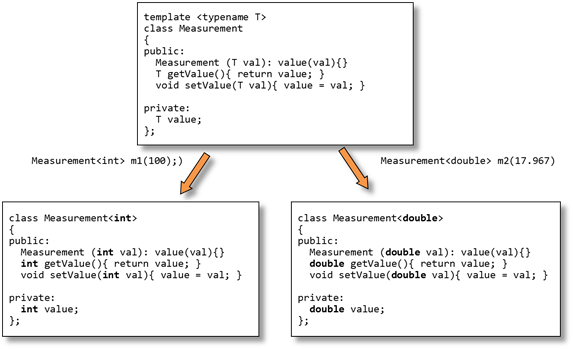 template <typename T>
class Measurement
{
public:
  Measurement (T val): value(val){}
  T getValue(){ return value; }
  void setValue(T val){ value = val; }

private:
  T value;
};
Measurement<int> m1(100);)
Measurement<double> m2(17.967)
class Measurement<int>
{
public:
  Measurement (int val): value(val){}
  int getValue(){ return value; }
  void setValue(int val){ value = val; }

private:
  int value;
};
class Measurement<double>
{
public:
  Measurement (double val): value(val){}
  double getValue(){ return value; }
  void setValue(double val){ value = val; }

private:
  double value;
};